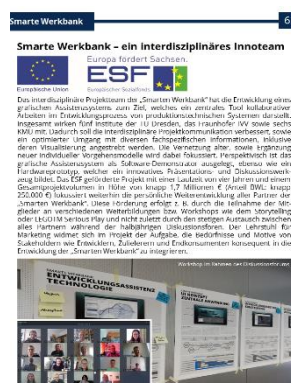 Smarte Werkbank
6
Smarte Werkbank – ein interdisziplinäres Innoteam
Europa fördert Sachsen.
ESF
Europäische Union
Europäischer Sozialfonds
Das interdisziplinäre Projektteam der „Smarten Werkbank“ hat die Entwicklung eines
grafischen Assistenzsystems zum Ziel, welches ein zentrales Tool kollaborativer
Arbeiten im Entwicklungsprozess von produktionstechnischen Systemen darstellt.
Insgesamt wirken fünf Institute der TU Dresden, das Fraunhofer IVV sowie sechs
KMU mit. Dadurch soll die interdisziplinäre Projektkommunikation verbessert, sowie
ein optimierter Umgang mit diversen fachspezifischen Informationen, inklusive
deren Visualisierung angestrebt werden. Die Vernetzung alter, sowie Ergänzung
neuer individueller Vorgehensmodelle wird dabei fokussiert. Perspektivisch ist das
grafische Assistenzsystem als Software-Demonstrator ausgelegt, ebenso wie ein
Hardwareprototyp, welcher ein innovatives Präsentations- und Diskussionswerk-
zeug bildet. Das ESF geförderte Projekt mit einer Laufzeit von vier Jahren und einem
Gesamtprojektvolumen in Höhe von knapp 1,7 Millionen € (Anteil BWL: knapp
250.000 €) fokussiert weiterhin die persönliche Weiterentwicklung aller Partner der
„Smarten Werkbank“. Diese Förderung erfolgt z. B. durch die Teilnahme der Mit-
glieder an verschiedenen Weiterbildungen bzw. Workshops wie dem Storytelling
oder LEGO™ Serious Play und nicht zuletzt durch den stetigen Austausch zwischen
allen Partnern während der halbjährigen Diskussionsforen. Der Lehrstuhl für
Marketing widmet sich im Projekt der Aufgabe, die Bedürfnisse und Motive von
Stakeholdern wie Entwicklern, Zulieferern und Endkonsumenten konsequent in die
Entwicklung der „Smarten Werkbank“ zu integrieren.
Workshop im Rahmen des Diskussionsforums
ENTWICKLUNGSASSISTENZ
TECHNOLOGIE